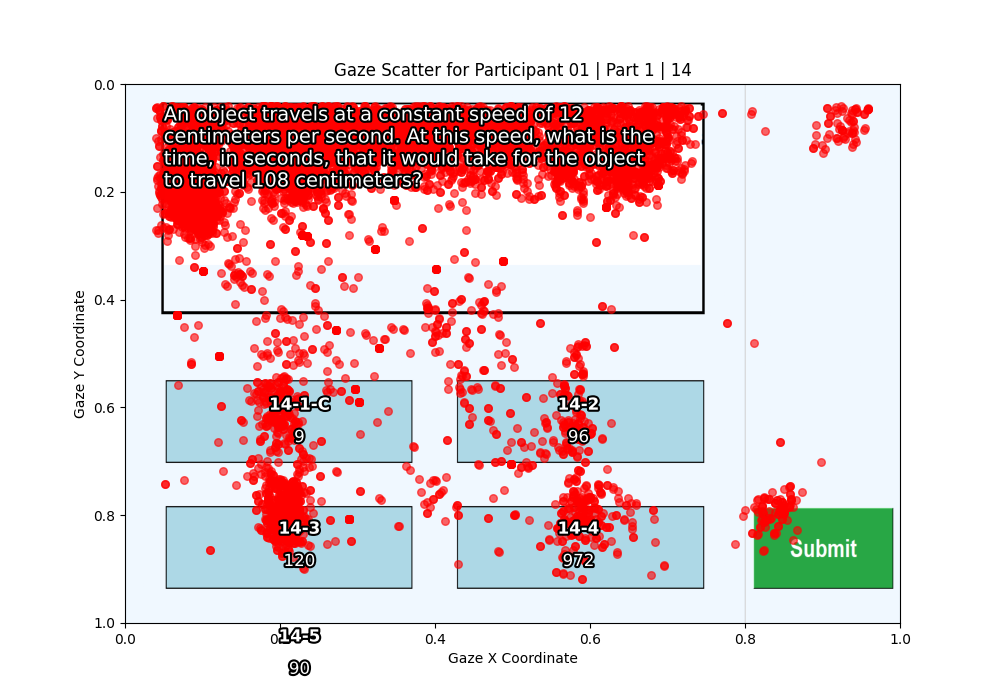 Gaze Scatter for Participant 01 | Part 1 | 14
0.0
0.2
0.4
0.6
0.8
1.0
Gaze Y Coordinate
An object travels at a constant speed of 12
centimeters per second. At this speed, what is the
time, in seconds, that it would take for the object
to travel 108 centimeters?
14-1-C
9
14-2
96
14-3
120
14-4
972
Submit
14-5
90
0.0
0.4
0.6
0.8
1.0
Gaze X Coordinate